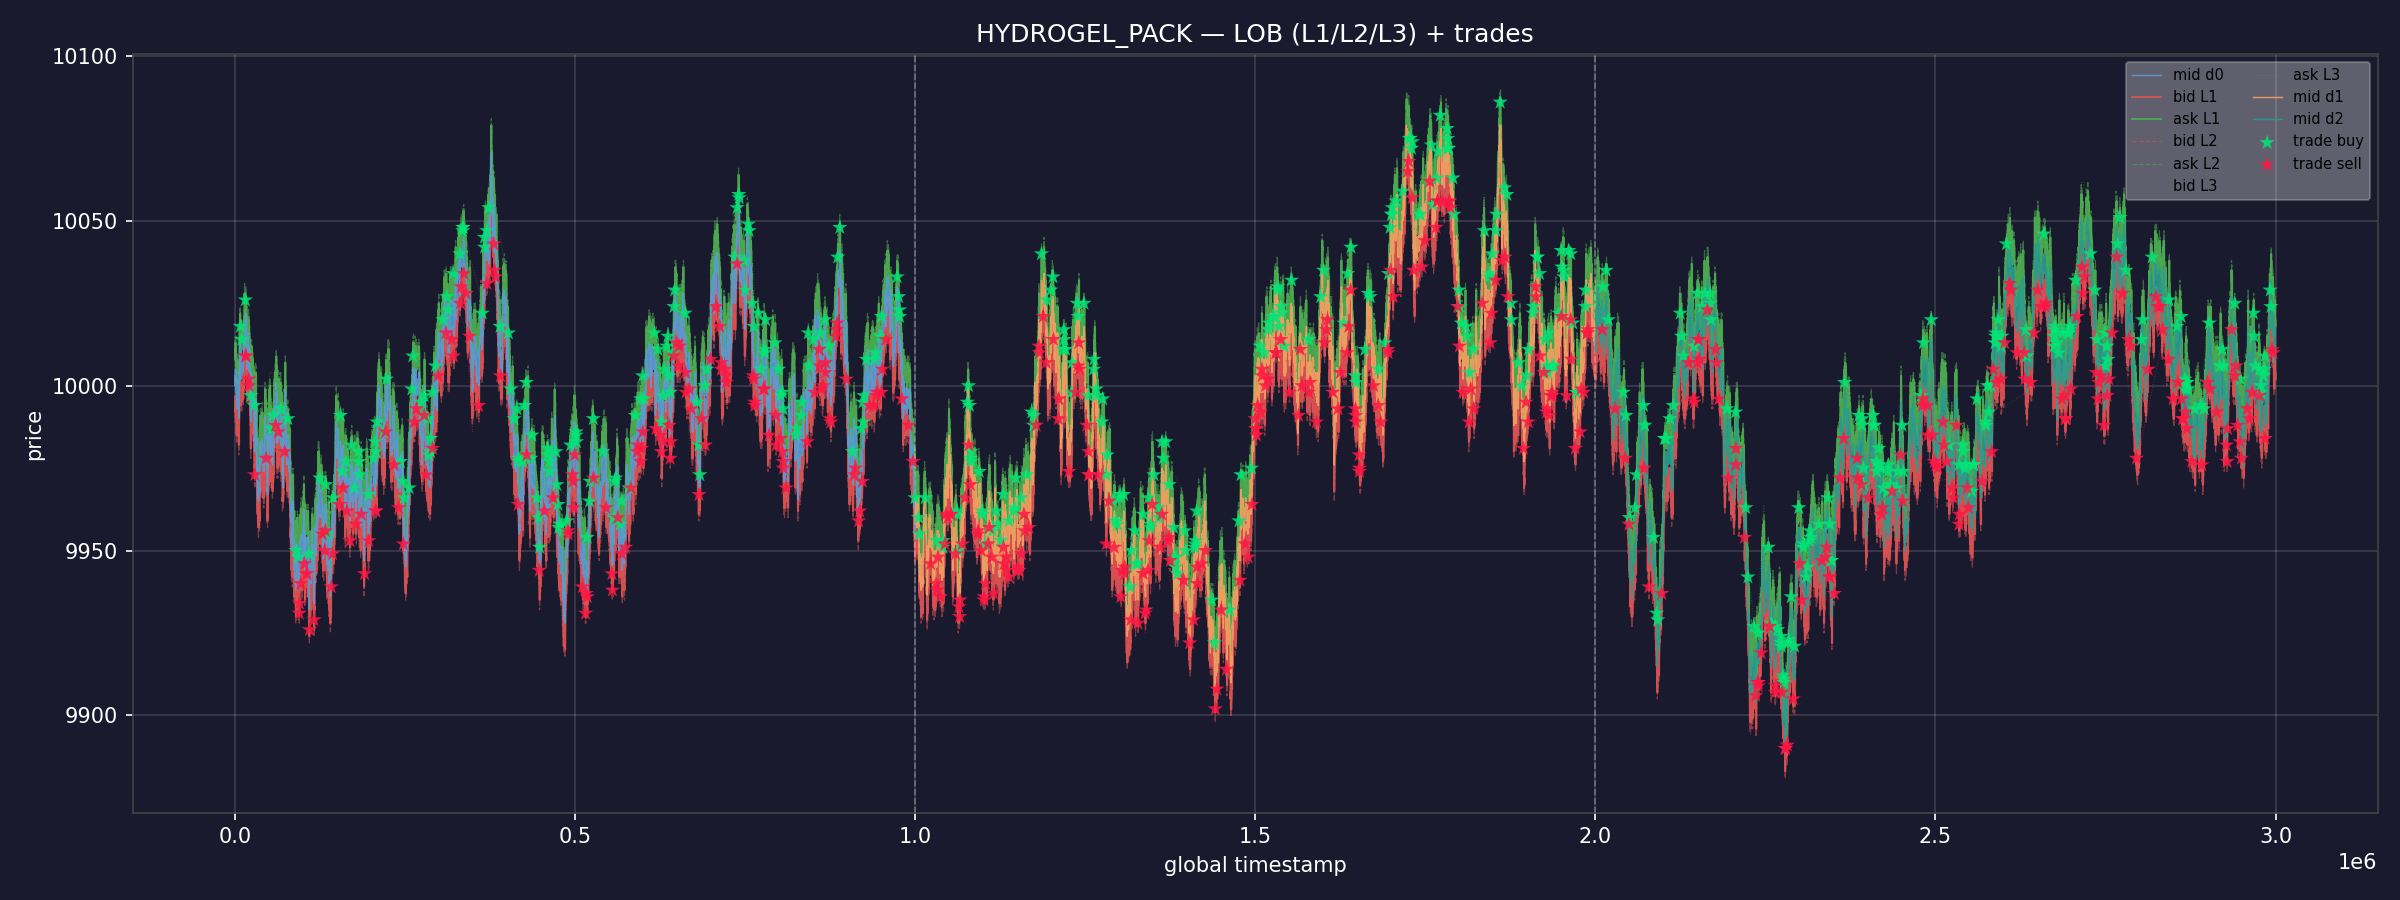 HYDROGEL_PACK — LOB (L1/L2/L3) + trades
10100
10050
10000
9950
9900
price
mid d0
bid L1
ask L1
bid L2
ask L2
bid L3
ask L3
mid d1
mid d2
trade buy
trade sell
0.0 0.5 1.0 1.5 2.0 2.5 3.0
1e6
global timestamp